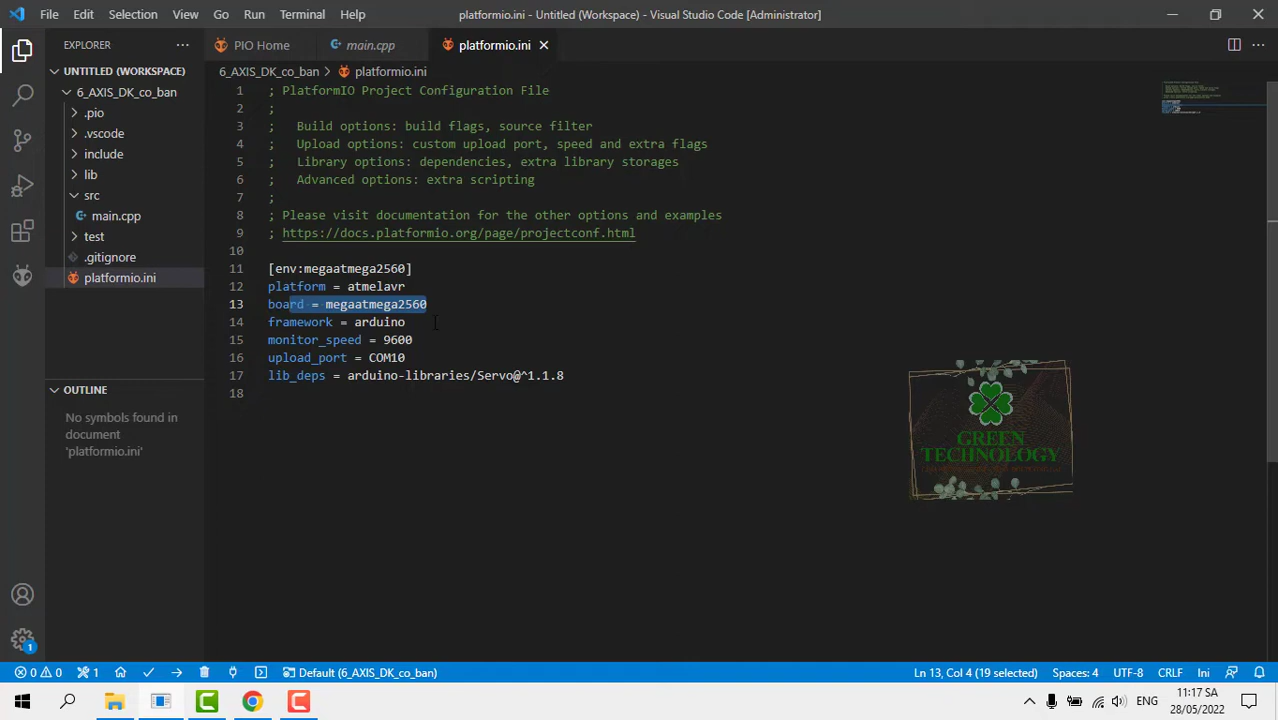 File Edit Selection View Go Run Terminal Help
platformio.ini - Untitled (Workspace) - Visual Studio Code [Administrator]
EXPLORER
PIO Home
main.cpp
platformio.ini
UNTITLED (WORKSPACE)
6_AXIS_DK_co_ban > platformio.ini
6_AXIS_DK_co_ban
.pio
.vscode
include
lib
src
main.cpp
test
.gitignore
platformio.ini
1 ; PlatformIO Project Configuration File
2 ;
3 ; Build options: build flags, source filter
4 ; Upload options: custom upload port, speed and extra flags
5 ; Library options: dependencies, extra library storages
6 ; Advanced options: extra scripting
7 ;
8 ; Please visit documentation for the other options and examples
9 ; https://docs.platformio.org/page/projectconf.html
10
11 [env:megaatmega2560]
12 platform = atmelavr
13 board = megaatmega2560
14 framework = arduino
15 monitor_speed = 9600
16 upload_port = COM10
17 lib_deps = arduino-libraries/Servo@^1.1.8
18
OUTLINE
No symbols found in
document
'platformio.ini'
GREEN
TECHNOLOGY
1
0 0 1 Default (6_AXIS_DK_co_ban)
Ln 13, Col 4 (19 selected) Spaces: 4 UTF-8 CRLF Ini
ENG
11:17 SA
28/05/2022